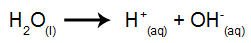 H₂O₍ₗ₎ ⟶ H⁺₍ₐq₎ + OH⁻₍ₐq₎